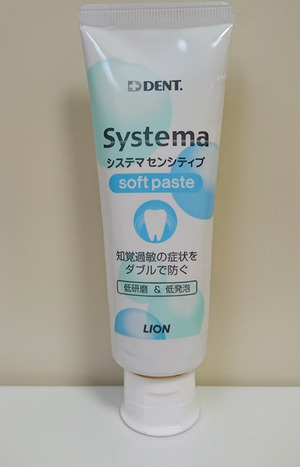 DENT.
Systema
システマ センシティブ
soft paste
知覚過敏の症状を
ダブルで防ぐ
低研磨 & 低発泡
LION